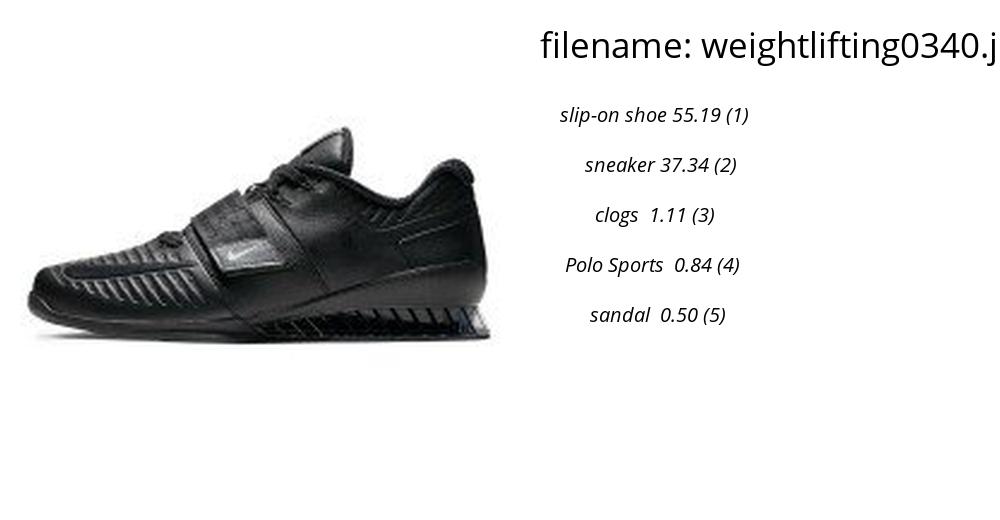 filename: weightlifting0340.j
slip-on shoe 55.19 (1)
sneaker 37.34 (2)
clogs 1.11 (3)
Polo Sports 0.84 (4)
sandal 0.50 (5)